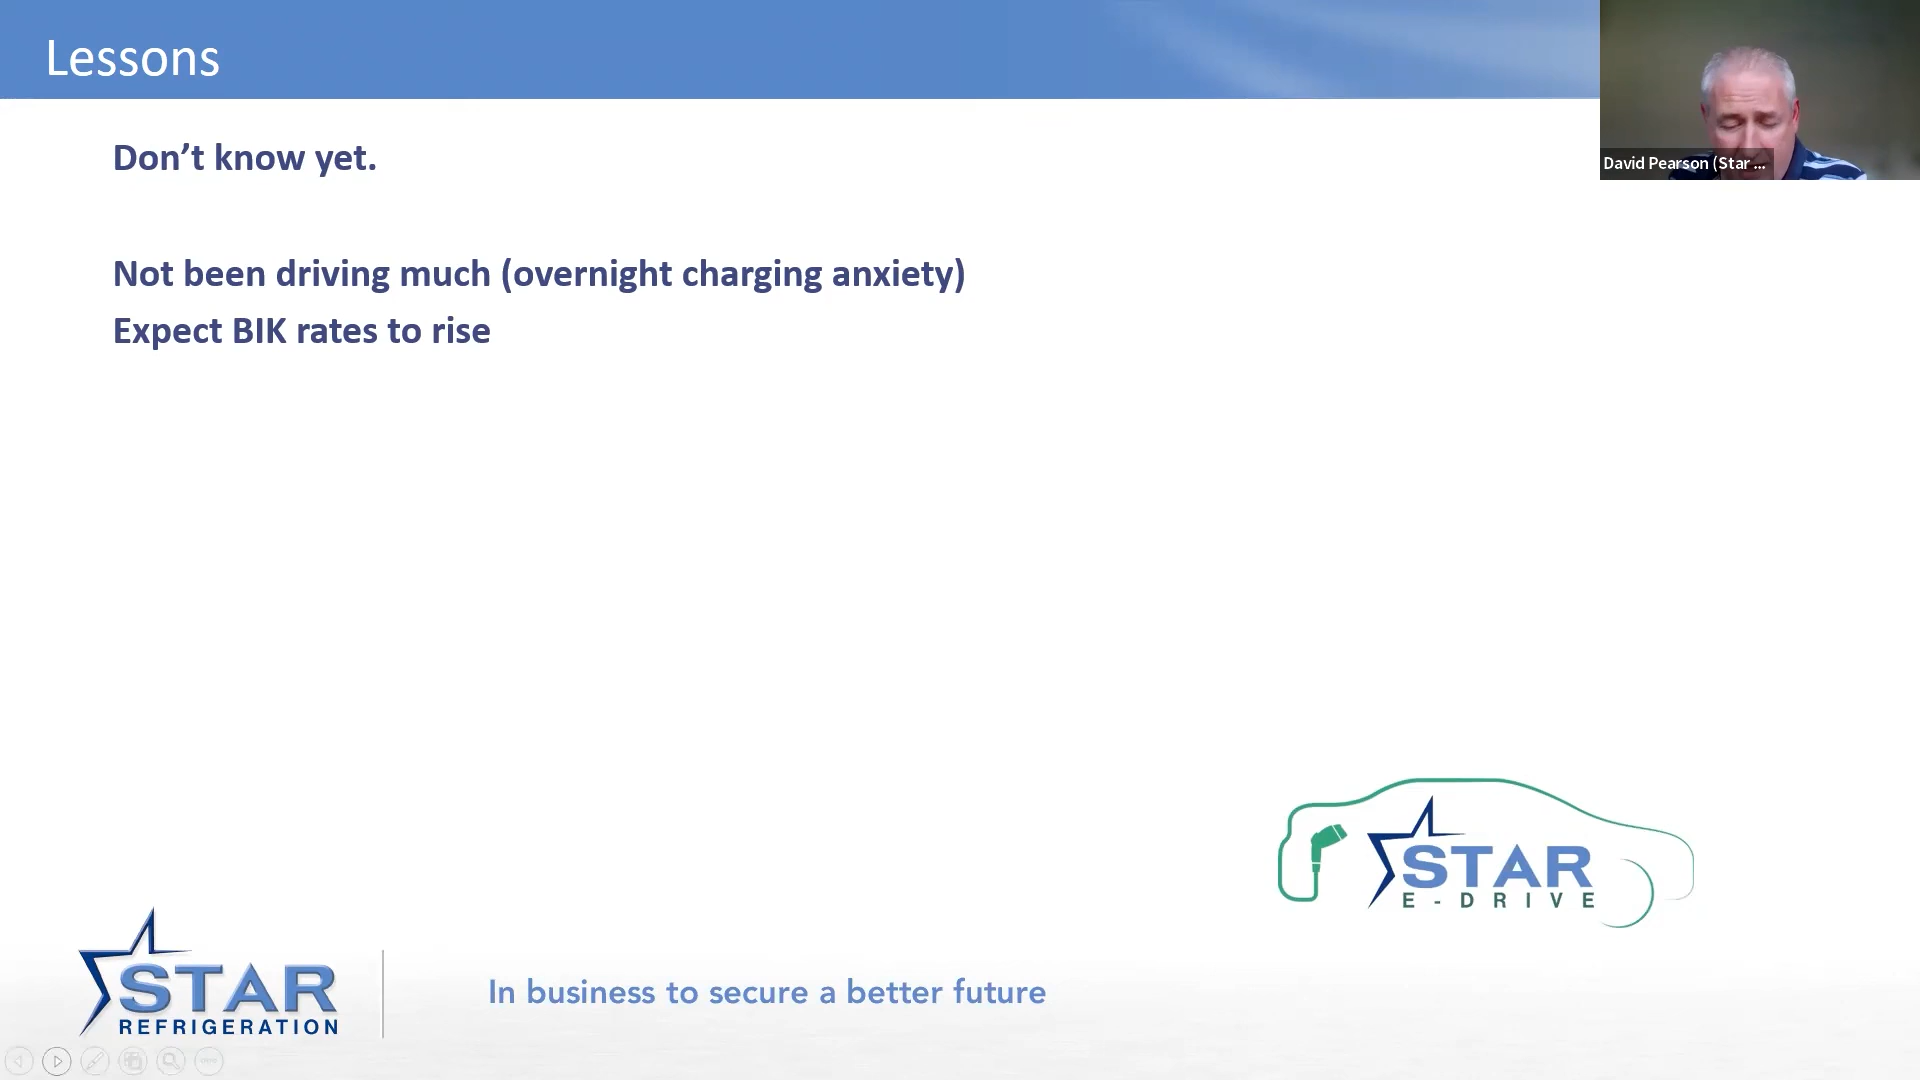 Lessons
David Pearson (Star ...
Don’t know yet.
Not been driving much (overnight charging anxiety)
Expect BIK rates to rise
STAR
E-DRIVE
STAR
REFRIGERATION
In business to secure a better future